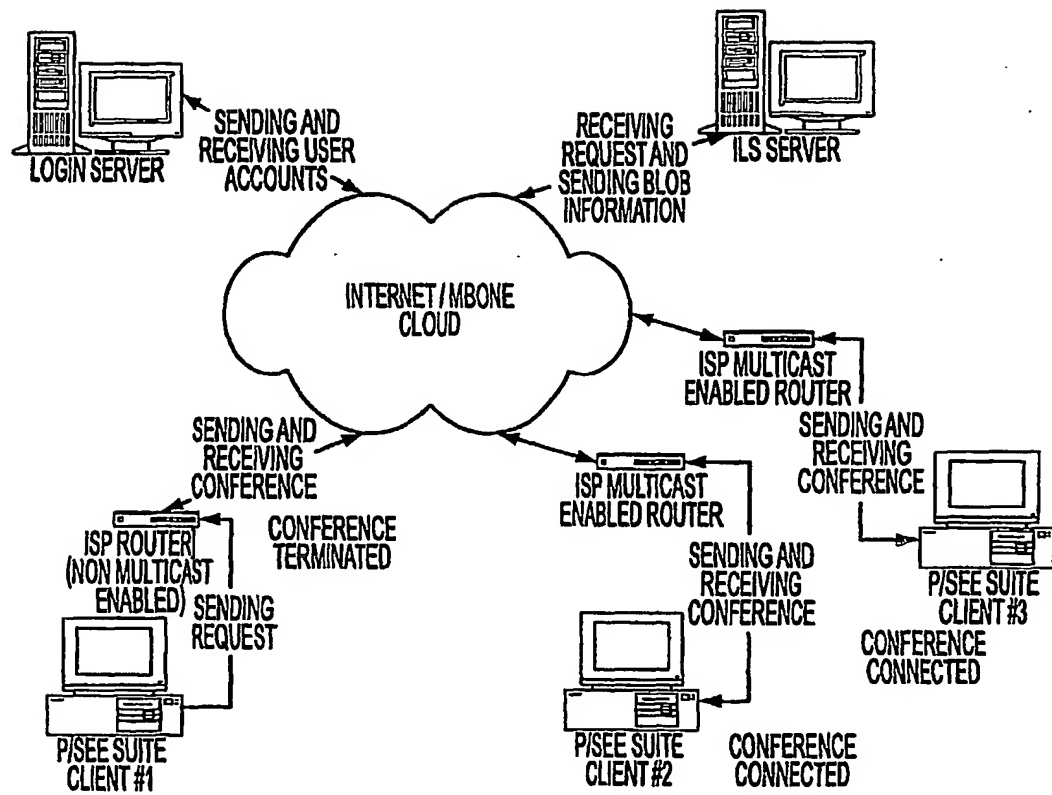 LOGIN SERVER
SENDING AND
RECEIVING USER
ACCOUNTS
RECEIVING
REQUEST AND
SENDING BLOB
INFORMATION
ILS SERVER
INTERNET / MBONE
CLOUD
ISP MULTICAST
ENABLED ROUTER
SENDING AND
RECEIVING
CONFERENCE
ISP ROUTER
(NON MULTICAST
ENABLED)
CONFERENCE
TERMINATED
SENDING
REQUEST
P/SEE SUITE
CLIENT #1
ISP MULTICAST
ENABLED ROUTER
SENDING AND
RECEIVING
CONFERENCE
P/SEE SUITE
CLIENT #2
CONFERENCE
CONNECTED
SENDING AND
RECEIVING
CONFERENCE
P/SEE SUITE
CLIENT #3
CONFERENCE
CONNECTED